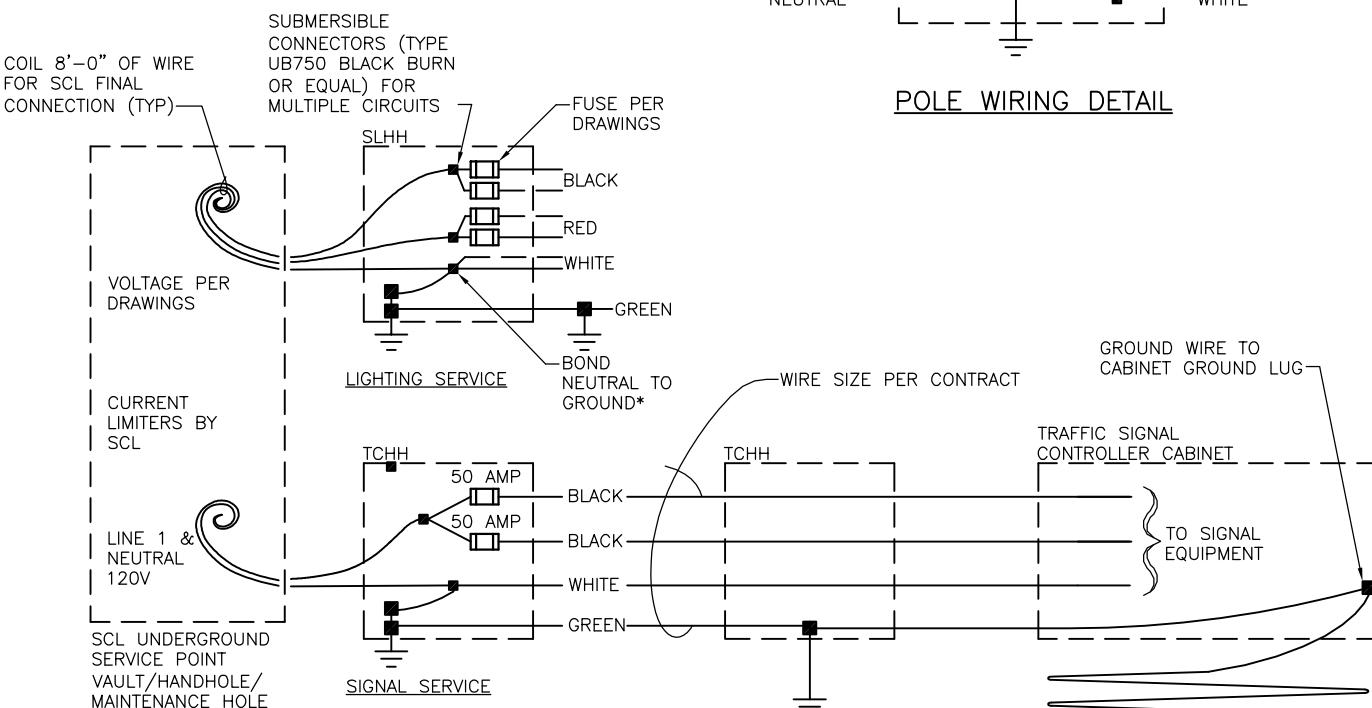 NEUTRAL
WHITE
POLE WIRING DETAIL
SUBMERSIBLE
CONNECTORS (TYPE
UB750 BLACK BURN
OR EQUAL) FOR
MULTIPLE CIRCUITS
COIL 8'-0" OF WIRE
FOR SCL FINAL
CONNECTION (TYP)
FUSE PER
DRAWINGS
SLHH
BLACK
RED
WHITE
GREEN
VOLTAGE PER
DRAWINGS
BOND
NEUTRAL TO
GROUND*
LIGHTING SERVICE
CURRENT
LIMITERS BY
SCL
WIRE SIZE PER CONTRACT
GROUND WIRE TO
CABINET GROUND LUG
TCHH
TCHH
TRAFFIC SIGNAL
CONTROLLER CABINET
50 AMP
BLACK
50 AMP
BLACK
WHITE
GREEN
LINE 1 &
NEUTRAL
120V
TO SIGNAL
EQUIPMENT
SCL UNDERGROUND
SERVICE POINT
VAULT/HANDHOLE/
MAINTENANCE HOLE
SIGNAL SERVICE